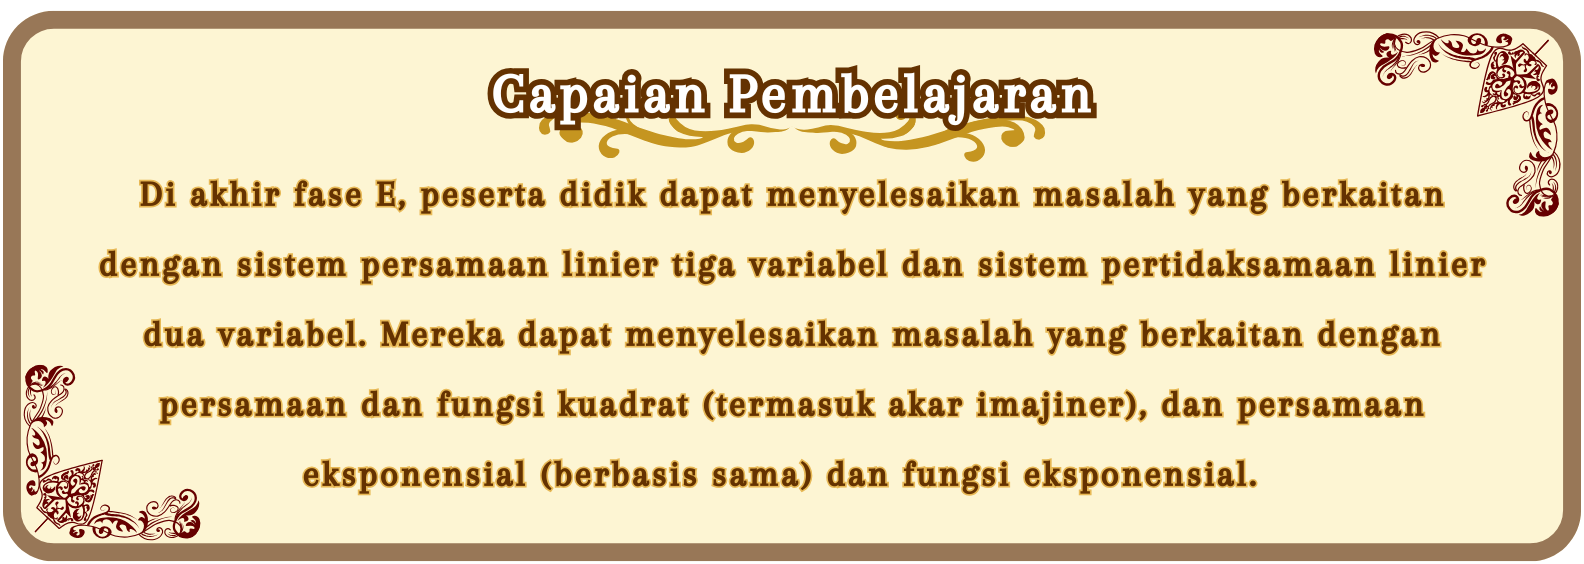 Capaian Pembelajaran
Di akhir fase E, peserta didik dapat menyelesaikan masalah yang berkaitan
dengan sistem persamaan linier tiga variabel dan sistem pertidaksamaan linier
dua variabel. Mereka dapat menyelesaikan masalah yang berkaitan dengan
persamaan dan fungsi kuadrat (termasuk akar imajiner), dan persamaan
eksponensial (berbasis sama) dan fungsi eksponensial.